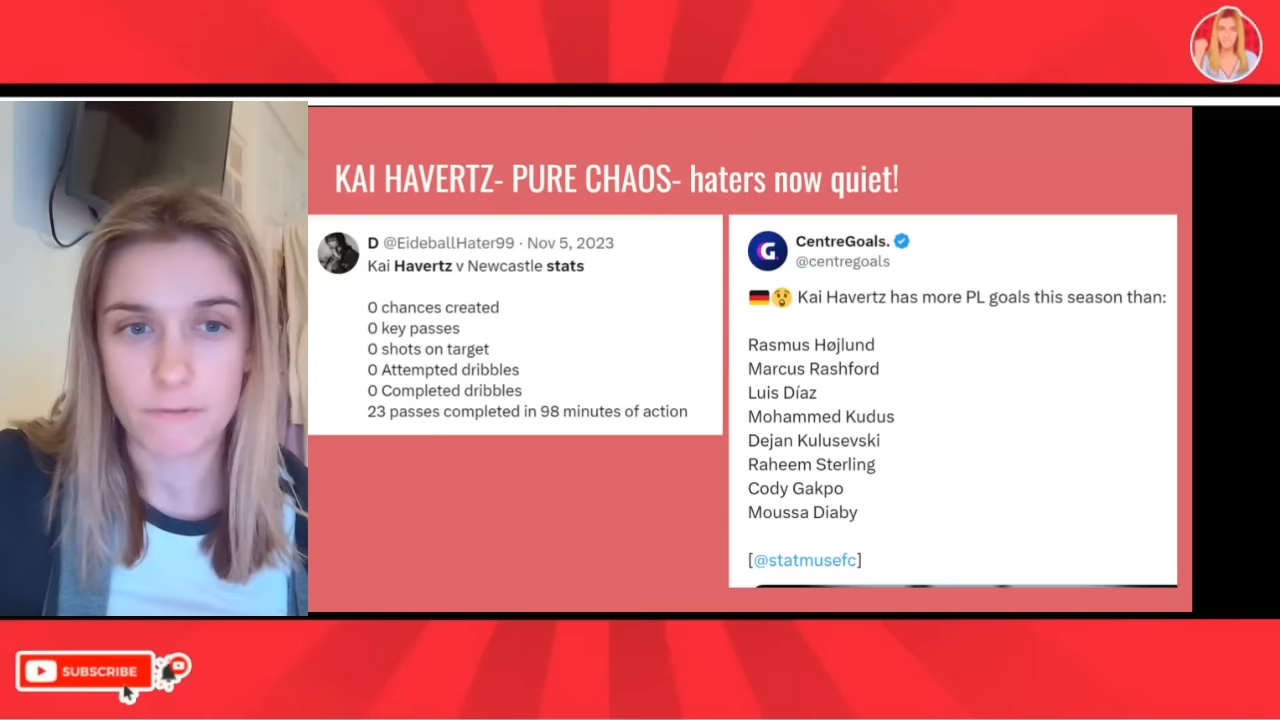 KAI HAVERTZ- PURE CHAOS- haters now quiet!
D @EideballHater99 · Nov 5, 2023
Kai Havertz v Newcastle stats
0 chances created
0 key passes
0 shots on target
0 Attempted dribbles
0 Completed dribbles
23 passes completed in 98 minutes of action
G
CentreGoals.
@centregoals
🇩🇪😲 Kai Havertz has more PL goals this season than:
Rasmus Højlund
Marcus Rashford
Luis Díaz
Mohammed Kudus
Dejan Kulusevski
Raheem Sterling
Cody Gakpo
Moussa Diaby
[@statmusefc]
SUBSCRIBE